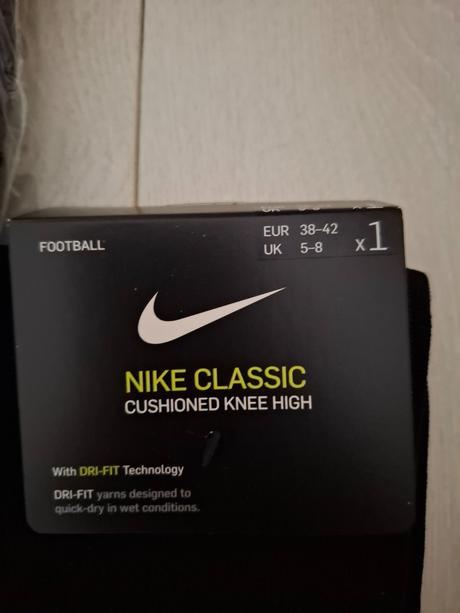 FOOTBALL
EUR 38–42
UK 5–8
x1
NIKE CLASSIC
CUSHIONED KNEE HIGH
With DRI-FIT Technology
DRI-FIT yarns designed to
quick-dry in wet conditions.